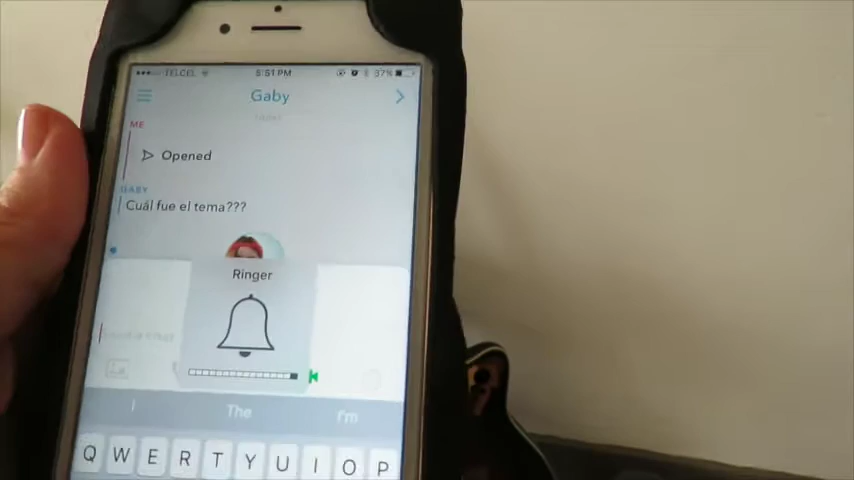 TELCEL 5:51 PM 37%
Gaby
ME
Opened
GABY
Cuál fue el tema???
Ringer
I The I'm
Q W E R T Y U I O P